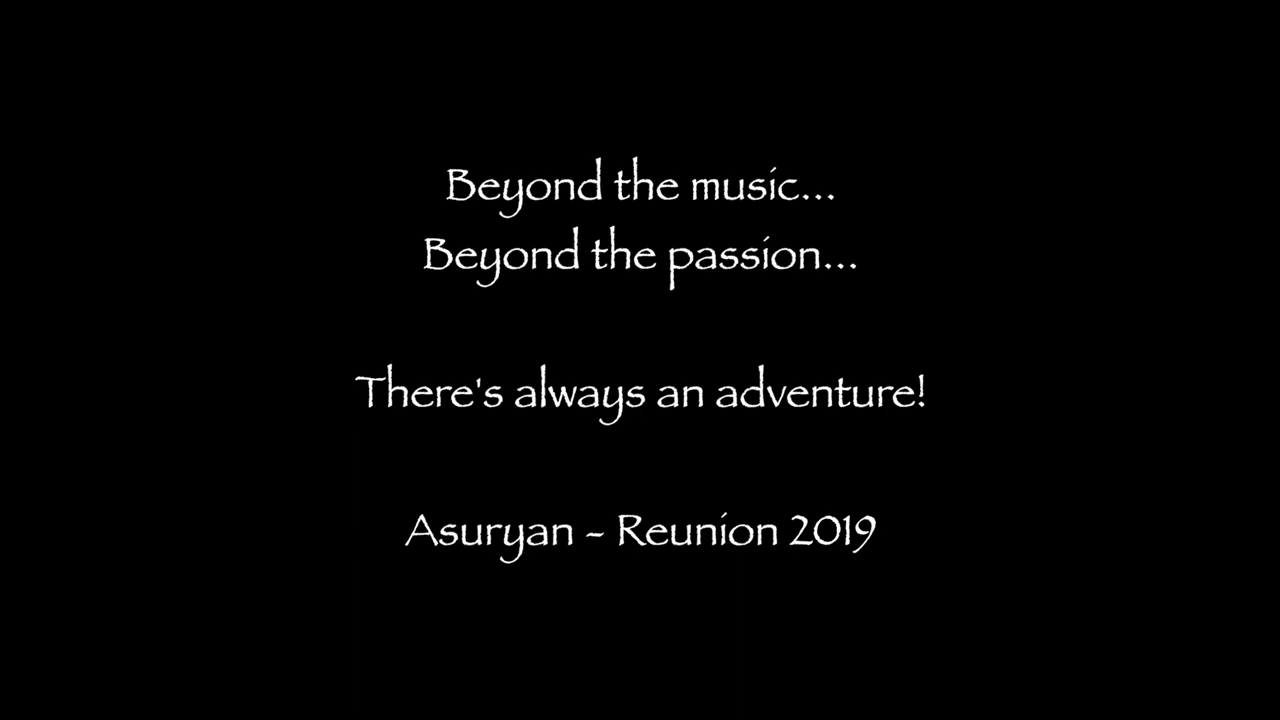 Beyond the music...
Beyond the passion...
There's always an adventure!
Asuryan - Reunion 2019